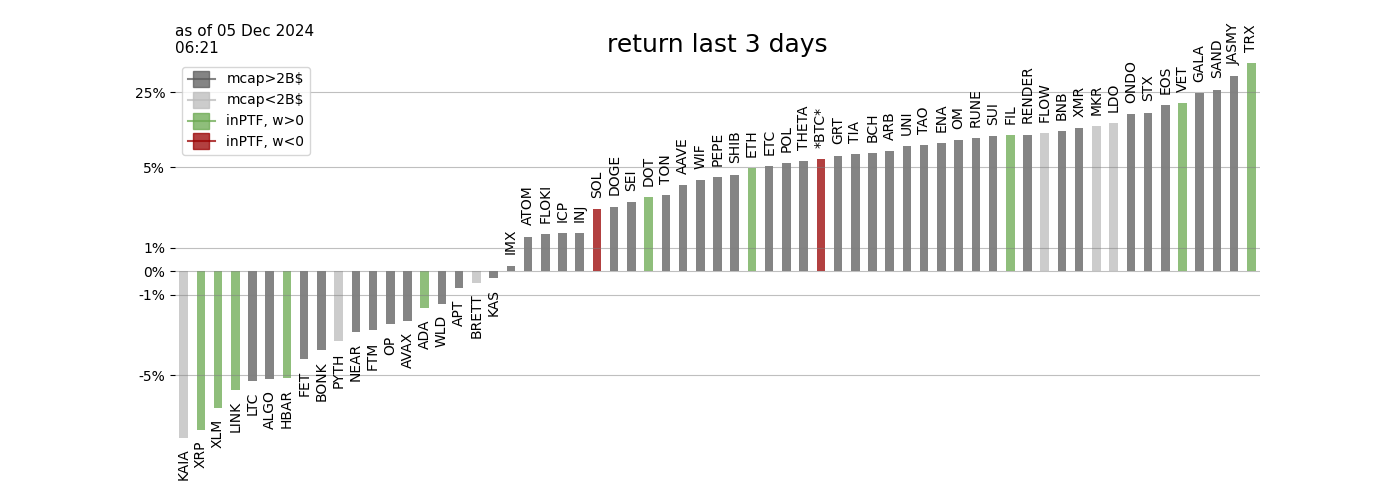 as of 05 Dec 2024
06:21
return last 3 days
mcap>2B$
mcap<2B$
inPTF, w>0
inPTF, w<0
25%
5%
1%
0%
-1%
-5%
KAIA
XRP
XLM
LINK
LTC
ALGO
HBAR
FET
BONK
PYTH
NEAR
FTM
OP
AVAX
ADA
WLD
APT
BRETT
KAS
IMX
ATOM
FLOKI
ICP
INJ
SOL
DOGE
SEI
DOT
TON
AAVE
WIF
PEPE
SHIB
ETH
ETC
POL
THETA
*BTC*
GRT
TIA
BCH
ARB
UNI
TAO
ENA
OM
RUNE
SUI
FIL
RENDER
FLOW
BNB
XMR
MKR
LDO
ONDO
STX
EOS
VET
GALA
SAND
JASMY
TRX